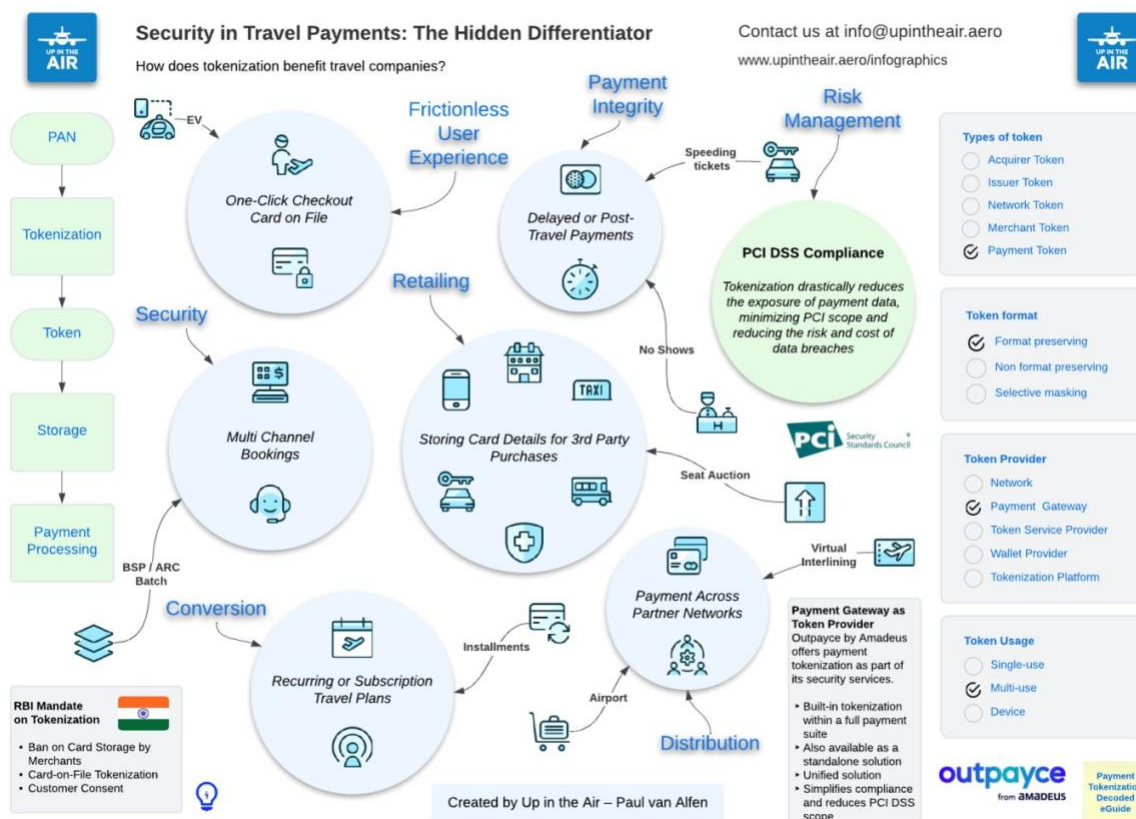 UP IN THE
AIR
Security in Travel Payments: The Hidden Differentiator
How does tokenization benefit travel companies?
Contact us at info@upintheair.aero
www.upintheair.aero/infographics
UP IN THE
AIR
PAN
Tokenization
Token
Storage
Payment
Processing
EV
One-Click Checkout
Card on File
Frictionless
User
Experience
Payment
Integrity
Delayed or Post-
Travel Payments
Speeding
tickets
Risk
Management
PCI DSS Compliance
Tokenization drastically reduces
the exposure of payment data,
minimizing PCI scope and
reducing the risk and cost of
data breaches
Security
Multi Channel
Bookings
$
BSP / ARC
Batch
Retailing
TAXI
Storing Card Details for 3rd Party
Purchases
No Shows
H
PCi
Security
Standards Council
®
Seat Auction
Virtual
Interlining
Payment Across
Partner Networks
Airport
Distribution
Conversion
Recurring or Subscription
Travel Plans
Installments
RBI Mandate
on Tokenization
• Ban on Card Storage by
Merchants
• Card-on-File Tokenization
• Customer Consent
Created by Up in the Air – Paul van Alfen
Payment Gateway as
Token Provider
Outpayce by Amadeus
offers payment
tokenization as part of
its security services.
‣ Built-in tokenization
within a full payment
suite
‣ Also available as a
standalone solution
‣ Unified solution
‣ Simplifies compliance
and reduces PCI DSS
scope
Types of token
Acquirer Token
Issuer Token
Network Token
Merchant Token
Payment Token
Token format
Format preserving
Non format preserving
Selective masking
Token Provider
Network
Payment Gateway
Token Service Provider
Wallet Provider
Tokenization Platform
Token Usage
Single-use
Multi-use
Device
outpayce
from AMADEUS
Payment
Tokenization
Decoded
eGuide